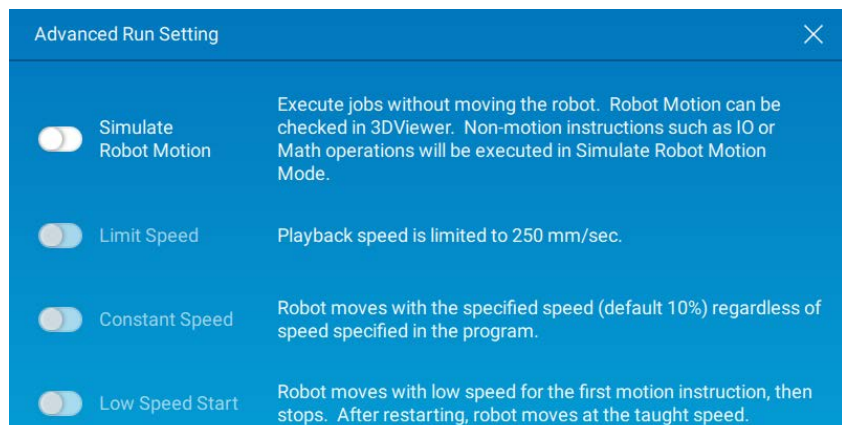 Advanced Run Setting
Simulate
Robot Motion
Execute jobs without moving the robot.  Robot Motion can be
checked in 3DViewer.  Non-motion instructions such as IO or
Math operations will be executed in Simulate Robot Motion
Mode.
Limit Speed
Playback speed is limited to 250 mm/sec.
Constant Speed
Robot moves with the specified speed (default 10%) regardless of
speed specified in the program.
Low Speed Start
Robot moves with low speed for the first motion instruction, then
stops.  After restarting, robot moves at the taught speed.